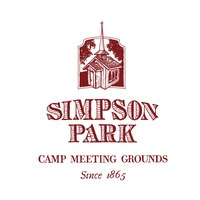 SIMPSON
PARK
CAMP MEETING GROUNDS
Since 1865